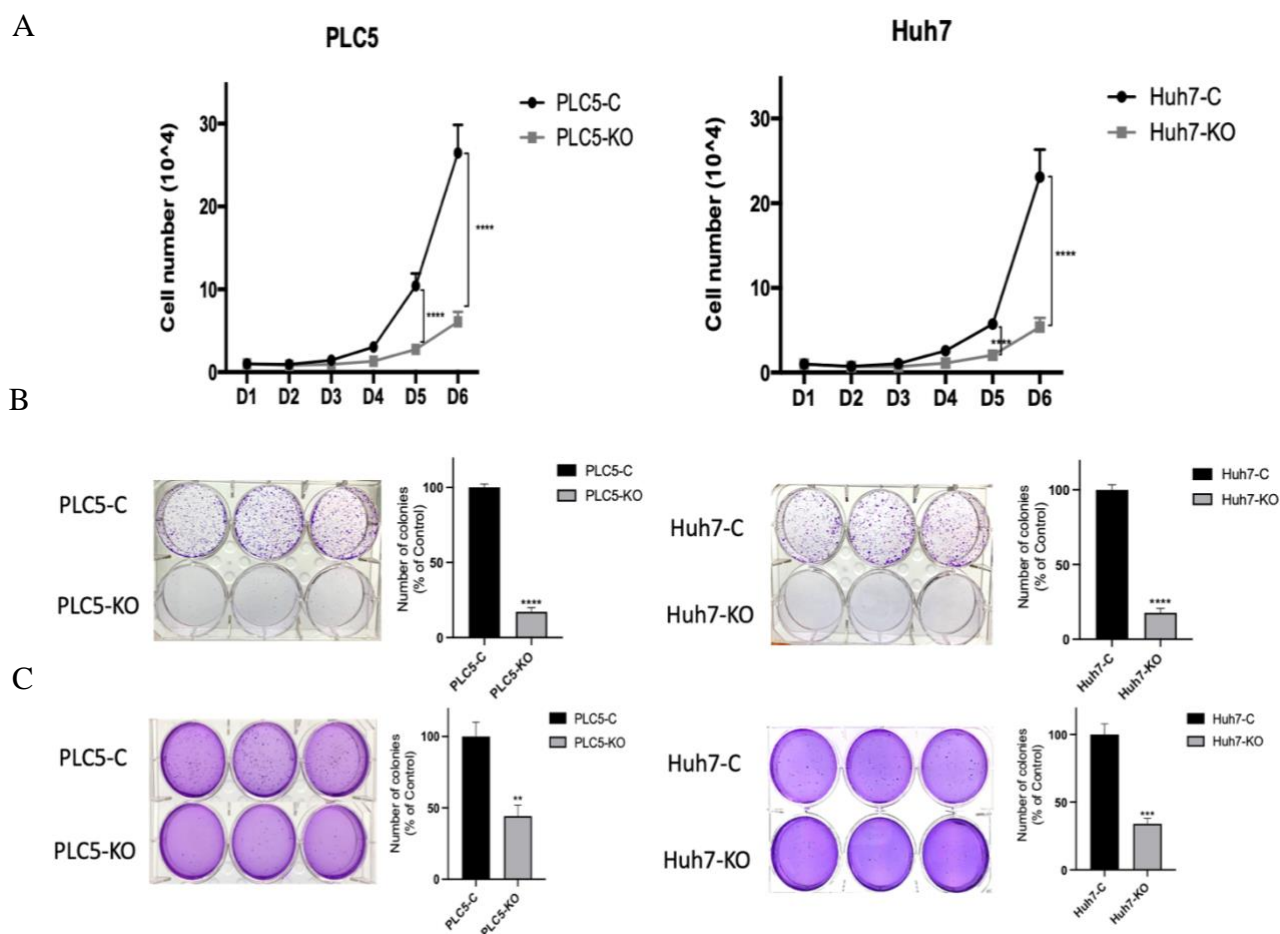 A
PLC5
Cell number (10^4)
30
20
10
0
D1 D2 D3 D4 D5 D6
PLC5-C
PLC5-KO
****
****
Huh7
Cell number (10^4)
30
20
10
0
D1 D2 D3 D4 D5 D6
Huh7-C
Huh7-KO
****
****
B
PLC5-C
PLC5-KO
Number of colonies
(% of Control)
100
50
0
****
PLC5-C
PLC5-KO
PLC5-C
PLC5-KO
Huh7-C
Huh7-KO
Number of colonies
(% of Control)
100
50
0
****
Huh7-C
Huh7-KO
Huh7-C
Huh7-KO
C
PLC5-C
PLC5-KO
Number of colonies
(% of Control)
100
50
0
**
PLC5-C
PLC5-KO
PLC5-C
PLC5-KO
Huh7-C
Huh7-KO
Number of colonies
(% of Control)
100
50
0
***
Huh7-C
Huh7-KO
Huh7-C
Huh7-KO